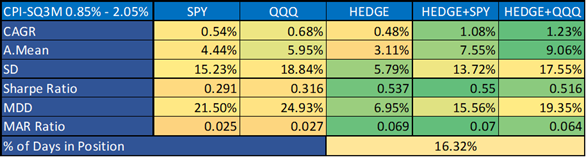 CPI-SQ3M 0.85% - 2.05% SPY QQQ HEDGE HEDGE+SPY HEDGE+QQQ
CAGR 0.54% 0.68% 0.48% 1.08% 1.23%
A.Mean 4.44% 5.95% 3.11% 7.55% 9.06%
SD 15.23% 18.84% 5.79% 13.72% 17.55%
Sharpe Ratio 0.291 0.316 0.537 0.55 0.516
MDD 21.50% 24.93% 6.95% 15.56% 19.35%
MAR Ratio 0.025 0.027 0.069 0.07 0.064
% of Days in Position 16.32%